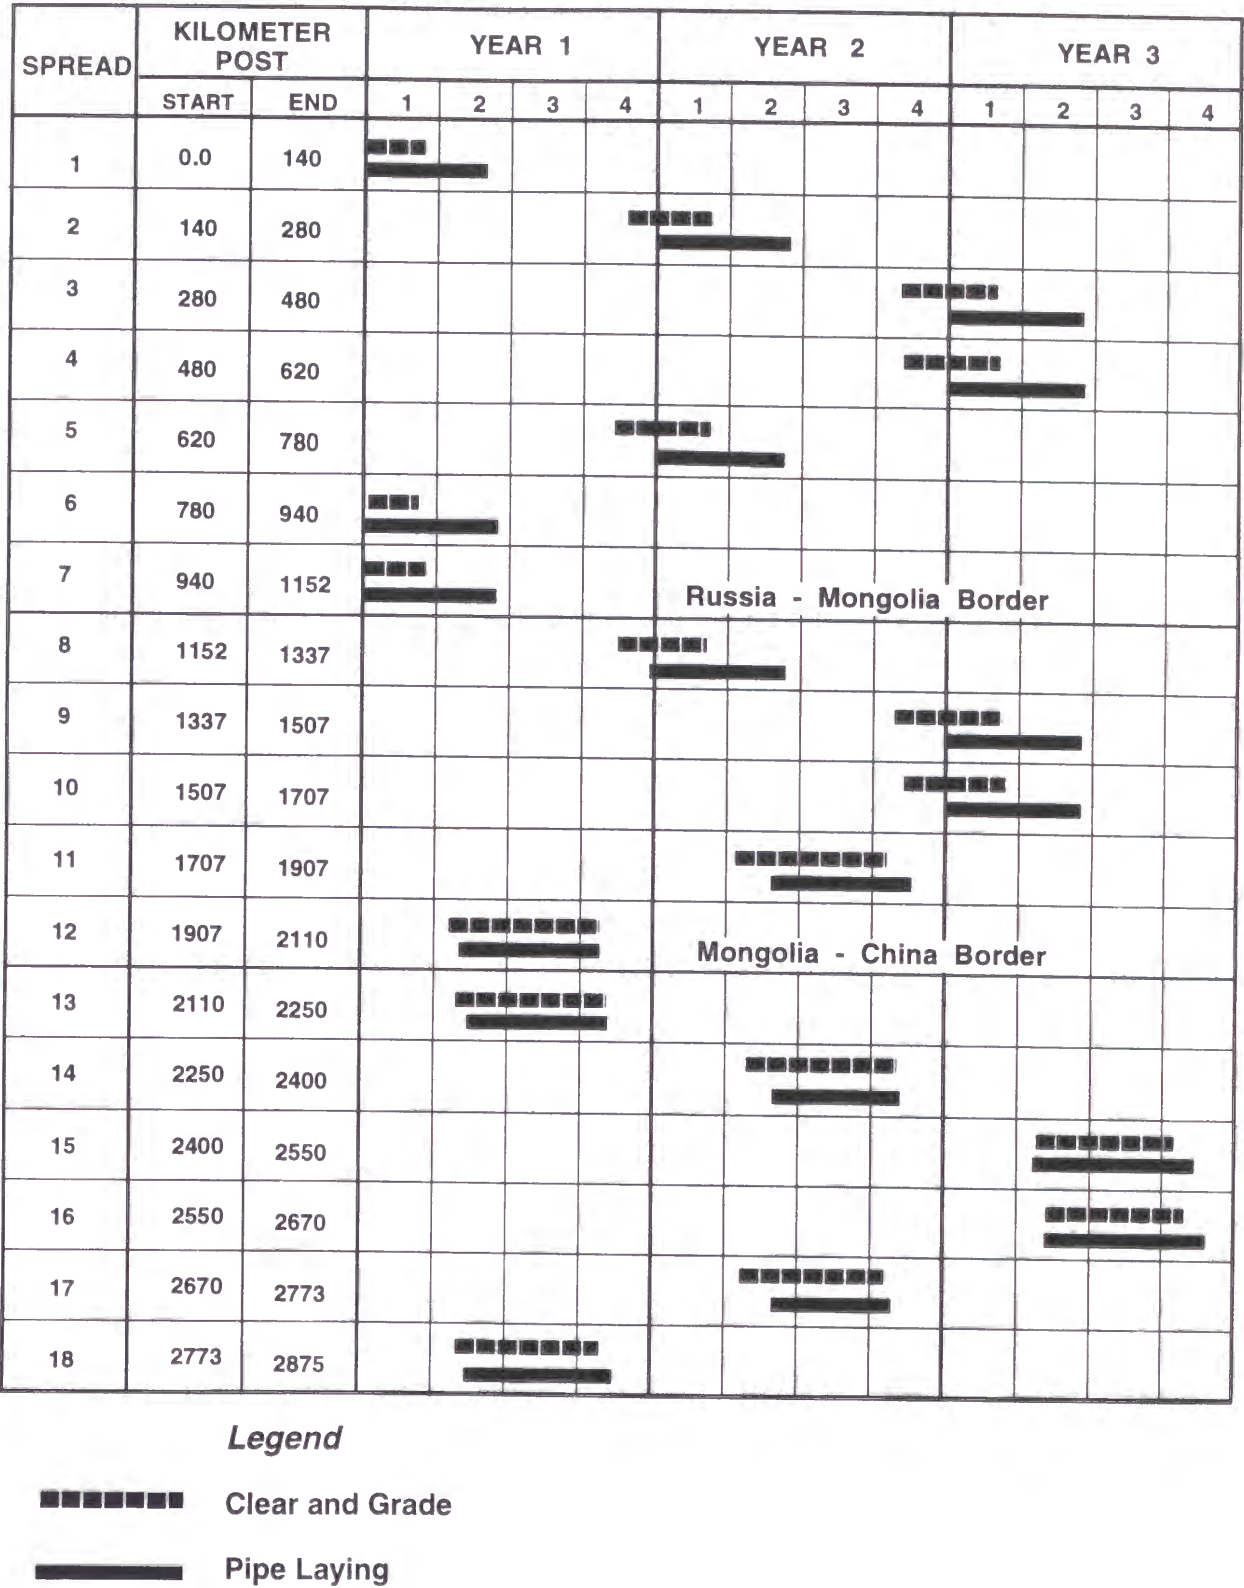 SPREAD KILOMETER POST YEAR 1 YEAR 2 YEAR 3
START END 1 2 3 4 1 2 3 4 1 2 3 4
1 0.0 140
2 140 280
3 280 480
4 480 620
5 620 780
6 780 940
7 940 1152
Russia - Mongolia Border
8 1152 1337
9 1337 1507
10 1507 1707
11 1707 1907
12 1907 2110
Mongolia - China Border
13 2110 2250
14 2250 2400
15 2400 2550
16 2550 2670
17 2670 2773
18 2773 2875
Legend
Clear and Grade
Pipe Laying